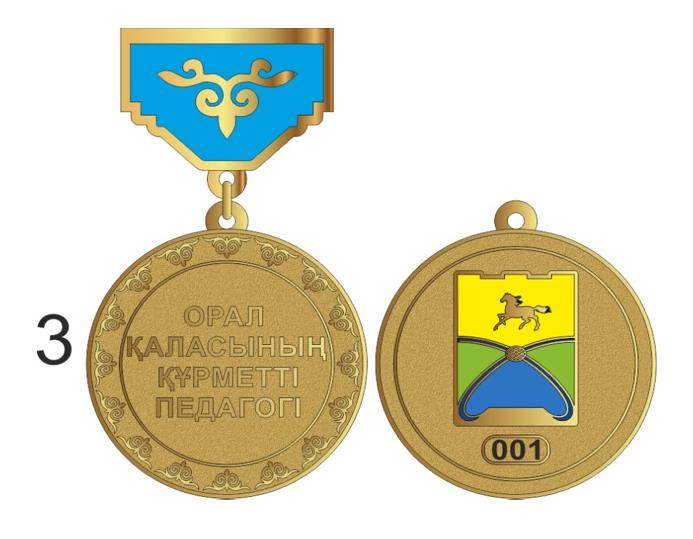 3
ОРАЛ
ҚАЛАСЫНЫҢ
ҚҰРМЕТТІ
ПЕДАГОГІ
001